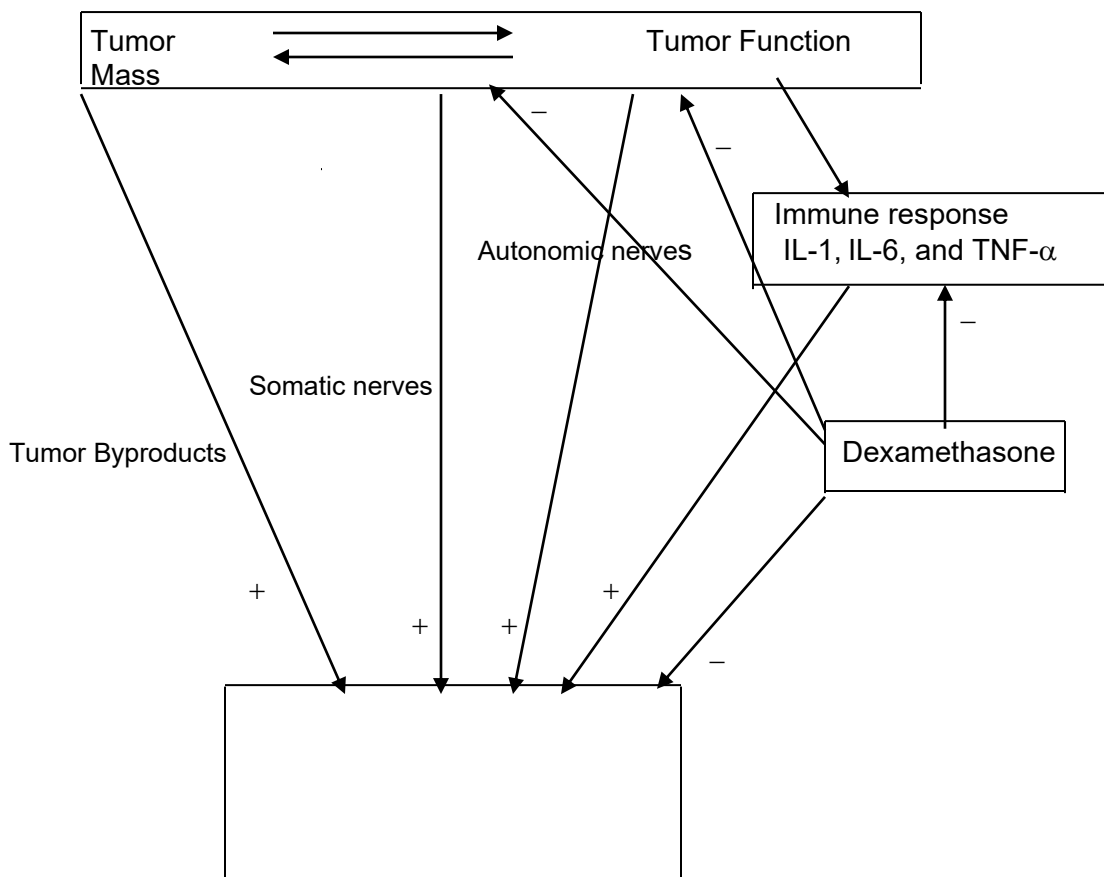 Tumor Mass
Tumor Function
–
–
Immune response
IL-1, IL-6, and TNF-α
Autonomic nerves
–
Somatic nerves
Tumor Byproducts
Dexamethasone
+
+
+
+
–